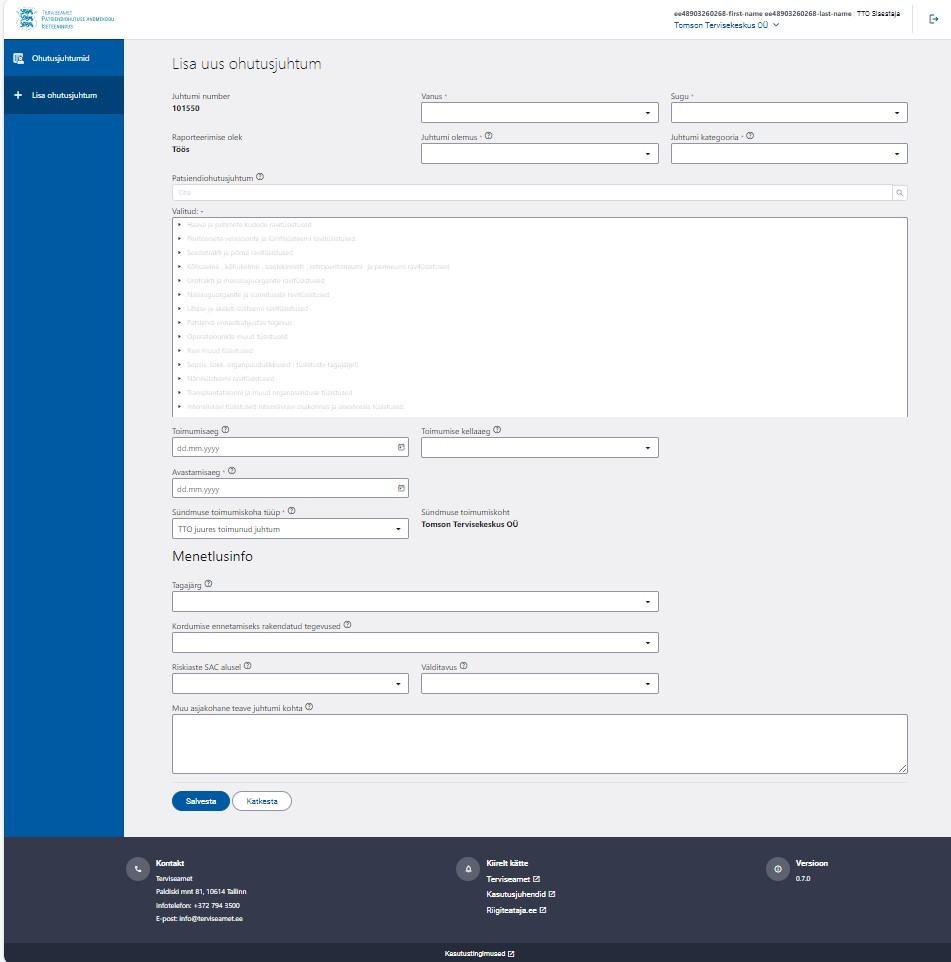 TERVISEAMET
PATSIENDIOHUTUSE ANDMEKOGU
ISETEENINDUS
ee48903260268-first-name ee48903260268-last-name TTO Sisestaja
Tomson Tervisekeskus OÜ
Ohutusjuhtumid
Lisa ohutusjuhtum
Lisa uus ohutusjuhtum
Juhtumi number
101550
Vanus *
Sugu *
Raporteerimise olek
Töös
Juhtumi olemus *
Juhtumi kategooria *
Patsiendiohutusjuhtum
Otsi
Valitud: -
Haava ja pehmete kudede ravitüsistused
Perifeersete veresoonte ja lümfisüsteemi ravitüsistused
Seedetrakti ja põrna ravitüsistused
Kõhuseina-, kõhukelme-, soolekinniti-, retroperitoneumi- ja perineumi ravitüsistused
Urotrakti ja meessuguorganite ravitüsistused
Naissuguorganite ja sünnitusabi ravitüsistused
Lihase ja skeleti süsteemi ravitüsistused
Patsiendi ennastkahjustav tegevus
Operatsioonide muud tüsistused
Ravi muud tüsistused
Sepsis, šokk, organpuudulikkused ( tüsistuste tagajärjel)
Närvisüsteemi ravitüsistused
Transplantatsiooni ja muud organosenduse tüsistused
Intensiivravi tüsistused intensiivravi osakonnas ja anesteesia tüsistused
Toimumisaeg
Toimumise kellaaeg
dd.mm.yyyy
Avastamisaeg *
dd.mm.yyyy
Sündmuse toimumiskoha tüüp *
Sündmuse toimumiskoht
TTO juures toimunud juhtum
Tomson Tervisekeskus OÜ
Menetlusinfo
Tagajärg
Kordumise ennetamiseks rakendatud tegevused
Riskiaste SAC alusel
Välditavus
Muu asjakohane teave juhtumi kohta
Salvesta
Katkesta
Kontakt
Terviseamet
Paldiski mnt 81, 10614 Tallinn
Infotelefon: +372 794 3500
E-post: info@terviseamet.ee
Kiirelt kätte
Terviseamet
Kasutusjuhendid
Riigiteataja.ee
Versioon
0.7.0
Kasutustingimused